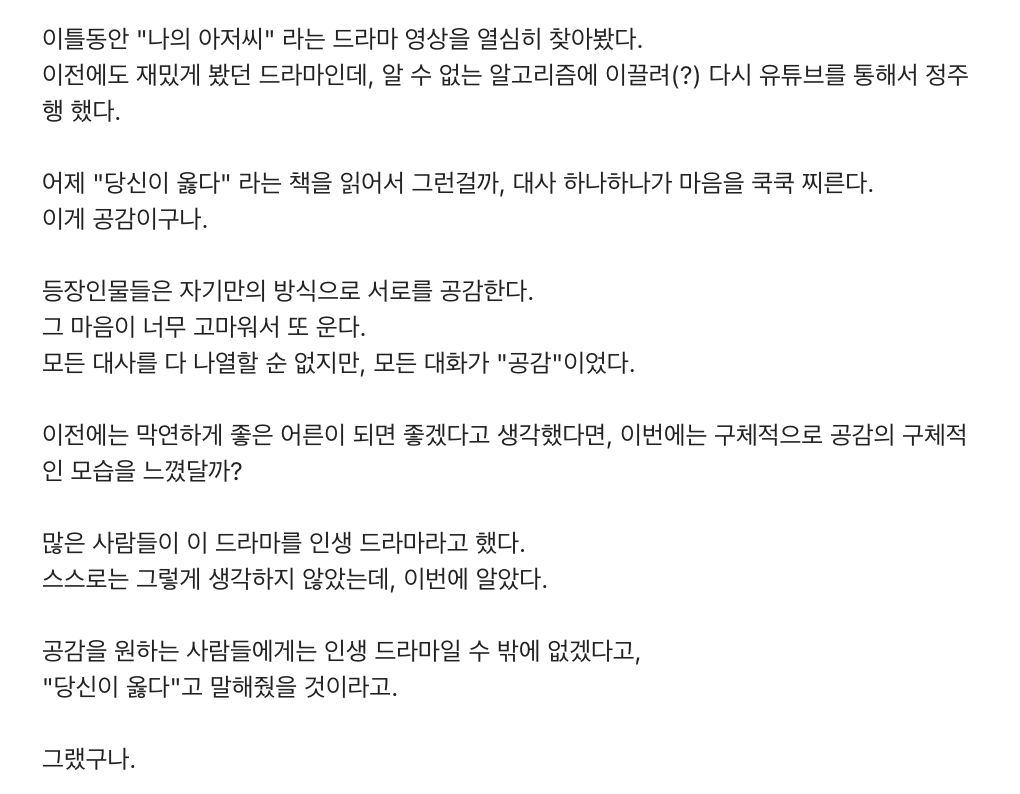 이틀동안 "나의 아저씨" 라는 드라마 영상을 열심히 찾아봤다.
이전에도 재밌게 봤던 드라마인데, 알 수 없는 알고리즘에 이끌려(?) 다시 유튜브를 통해서 정주
행 했다.
어제 "당신이 옳다" 라는 책을 읽어서 그런걸까, 대사 하나하나가 마음을 쿡쿡 찌른다.
이게 공감이구나.
등장인물들은 자기만의 방식으로 서로를 공감한다.
그 마음이 너무 고마워서 또 운다.
모든 대사를 다 나열할 순 없지만, 모든 대화가 "공감"이었다.
이전에는 막연하게 좋은 어른이 되면 좋겠다고 생각했다면, 이번에는 구체적으로 공감의 구체적
인 모습을 느꼈달까?
많은 사람들이 이 드라마를 인생 드라마라고 했다.
스스로는 그렇게 생각하지 않았는데, 이번에 알았다.
공감을 원하는 사람들에게는 인생 드라마일 수 밖에 없겠다고,
"당신이 옳다"고 말해줬을 것이라고.
그랬구나.